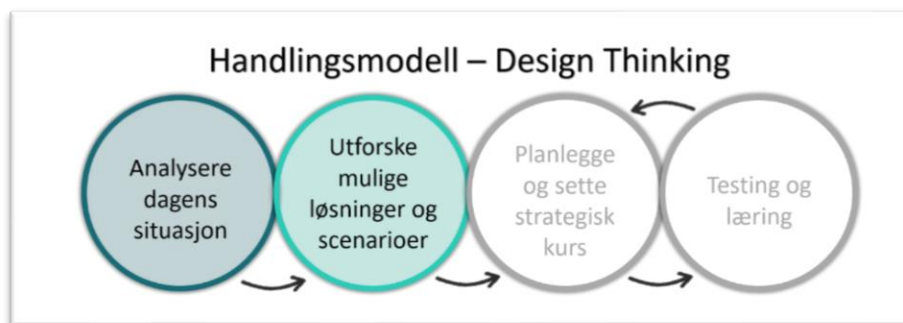 Handlingsmodell – Design Thinking
Analysere
dagens
situasjon
Utforske
mulige
løsninger og
scenarioer
Planlegge
og sette
strategisk
kurs
Testing og
læring